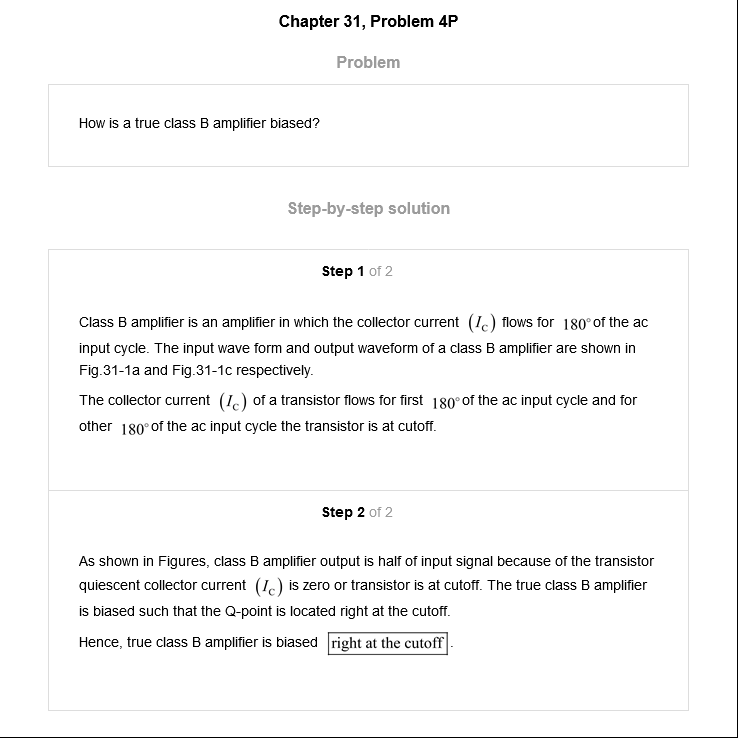 Chapter 31, Problem 4P
Problem
How is a true class B amplifier biased?
Step-by-step solution
Step 1 of 2
Class B amplifier is an amplifier in which the collector current (I_C) flows for 180° of the ac
input cycle. The input wave form and output waveform of a class B amplifier are shown in
Fig.31-1a and Fig.31-1c respectively.
The collector current (I_C) of a transistor flows for first 180° of the ac input cycle and for
other 180° of the ac input cycle the transistor is at cutoff.
Step 2 of 2
As shown in Figures, class B amplifier output is half of input signal because of the transistor
quiescent collector current (I_C) is zero or transistor is at cutoff. The true class B amplifier
is biased such that the Q-point is located right at the cutoff.
Hence, true class B amplifier is biased right at the cutoff.